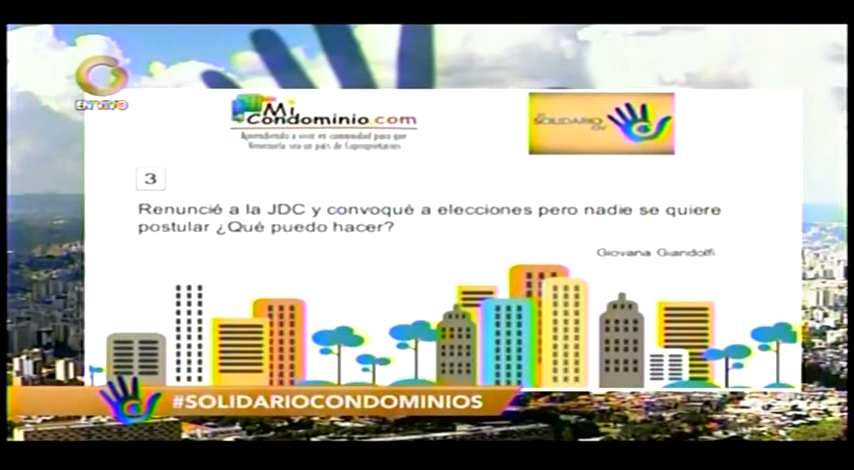 EN VIVO
Mi
Condominio.com
Aprendiendo a vivir en comunidad para que
Venezuela sea un país de Copropietarios
SOLIDARIO
3
Renuncié a la JDC y convoqué a elecciones pero nadie se quiere
postular ¿Qué puedo hacer?
Giovana Giandolfi
#SOLIDARIOCONDOMINIOS